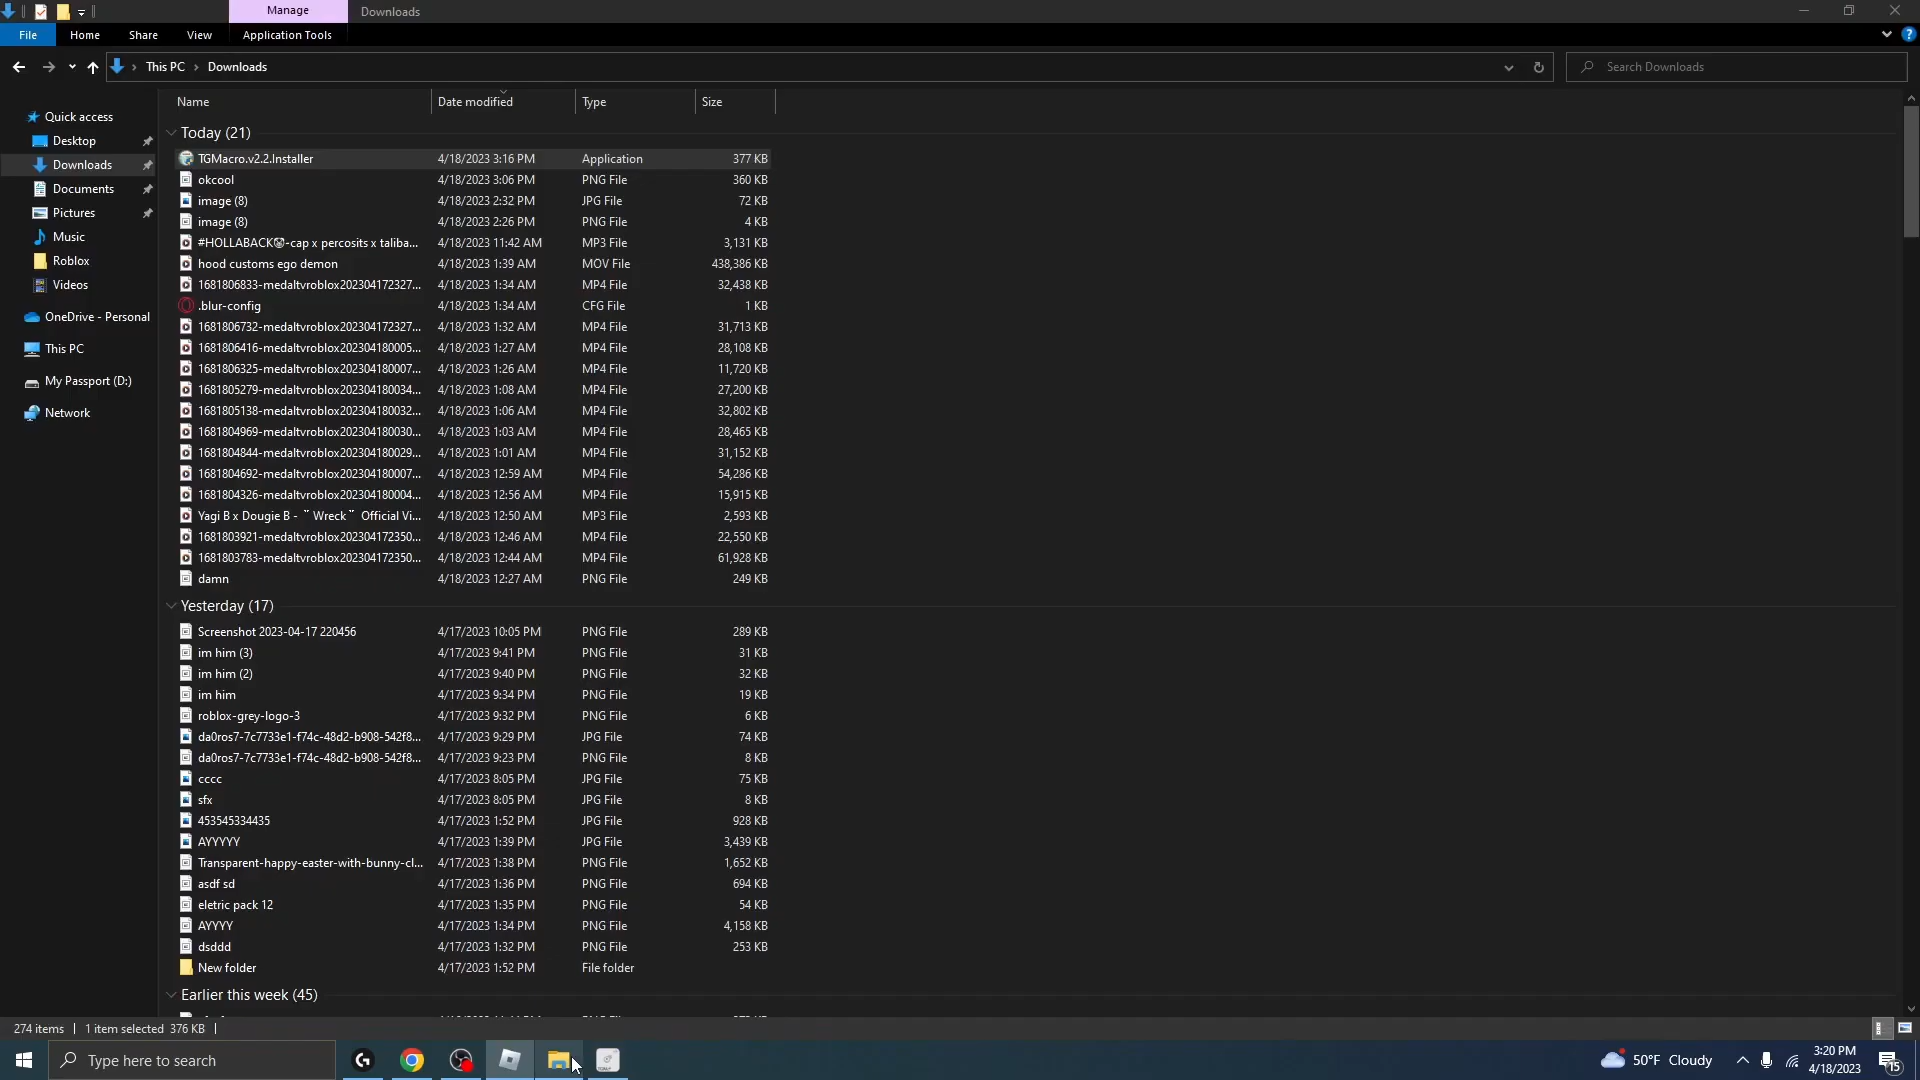 Manage
Downloads
File
Home
Share
View
Application Tools
This PC
Downloads
Search Downloads
Name
Date modified
Type
Size
Quick access
Desktop
Downloads
Documents
Pictures
Music
Roblox
Videos
OneDrive - Personal
This PC
My Passport (D:)
Network
Today (21)
TGMacro.v2.2.Installer 4/18/2023 3:16 PM Application 377 KB
okcool 4/18/2023 3:06 PM PNG File 360 KB
image (8) 4/18/2023 2:32 PM JPG File 72 KB
image (8) 4/18/2023 2:26 PM PNG File 4 KB
#HOLLABACK🤡-cap x percosits x taliba... 4/18/2023 11:42 AM MP3 File 3,131 KB
hood customs ego demon 4/18/2023 1:39 AM MOV File 438,386 KB
1681806833-medaltvroblox202304172327... 4/18/2023 1:34 AM MP4 File 32,438 KB
.blur-config 4/18/2023 1:34 AM CFG File 1 KB
1681806732-medaltvroblox202304172327... 4/18/2023 1:32 AM MP4 File 31,713 KB
1681806416-medaltvroblox202304180005... 4/18/2023 1:27 AM MP4 File 28,108 KB
1681806325-medaltvroblox202304180007... 4/18/2023 1:26 AM MP4 File 11,720 KB
1681805279-medaltvroblox202304180034... 4/18/2023 1:08 AM MP4 File 27,200 KB
1681805138-medaltvroblox202304180032... 4/18/2023 1:06 AM MP4 File 32,802 KB
1681804969-medaltvroblox202304180030... 4/18/2023 1:03 AM MP4 File 28,465 KB
1681804844-medaltvroblox202304180029... 4/18/2023 1:01 AM MP4 File 31,152 KB
1681804692-medaltvroblox202304180007... 4/18/2023 12:59 AM MP4 File 54,286 KB
1681804326-medaltvroblox202304180004... 4/18/2023 12:56 AM MP4 File 15,915 KB
Yagi B x Dougie B - ¨Wreck¨ Official Vi... 4/18/2023 12:50 AM MP3 File 2,593 KB
1681803921-medaltvroblox202304172350... 4/18/2023 12:46 AM MP4 File 22,550 KB
1681803783-medaltvroblox202304172350... 4/18/2023 12:44 AM MP4 File 61,928 KB
damn 4/18/2023 12:27 AM PNG File 249 KB
Yesterday (17)
Screenshot 2023-04-17 220456 4/17/2023 10:05 PM PNG File 289 KB
im him (3) 4/17/2023 9:41 PM PNG File 31 KB
im him (2) 4/17/2023 9:40 PM PNG File 32 KB
im him 4/17/2023 9:34 PM PNG File 19 KB
roblox-grey-logo-3 4/17/2023 9:32 PM PNG File 6 KB
da0ros7-7c7733e1-f74c-48d2-b908-542f8... 4/17/2023 9:29 PM JPG File 74 KB
da0ros7-7c7733e1-f74c-48d2-b908-542f8... 4/17/2023 9:23 PM PNG File 8 KB
cccc 4/17/2023 8:05 PM JPG File 75 KB
sfx 4/17/2023 8:05 PM JPG File 8 KB
453545334435 4/17/2023 1:52 PM JPG File 928 KB
AYYYYY 4/17/2023 1:39 PM JPG File 3,439 KB
Transparent-happy-easter-with-bunny-cl... 4/17/2023 1:38 PM PNG File 1,652 KB
asdf sd 4/17/2023 1:36 PM PNG File 694 KB
eletric pack 12 4/17/2023 1:35 PM PNG File 54 KB
AYYYY 4/17/2023 1:34 PM PNG File 4,158 KB
dsddd 4/17/2023 1:32 PM PNG File 253 KB
New folder 4/17/2023 1:52 PM File folder
Earlier this week (45)
274 items
1 item selected 376 KB
Type here to search
50°F Cloudy
3:20 PM
4/18/2023
15